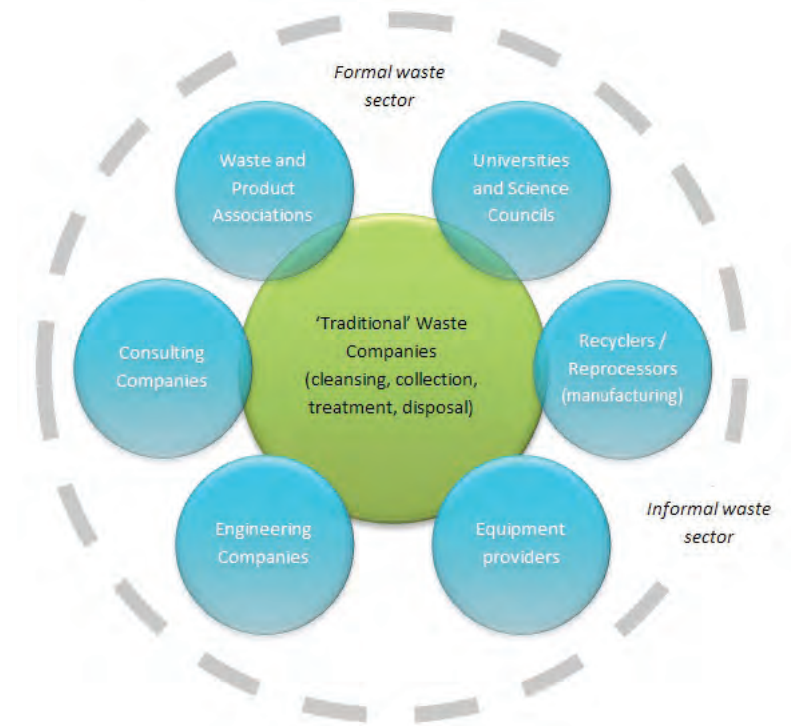 Formal waste
sector
Waste and
Product
Associations
Universities
and Science
Councils
‘Traditional’ Waste
Companies
(cleansing, collection,
treatment, disposal)
Consulting
Companies
Recyclers /
Reprocessors
(manufacturing)
Engineering
Companies
Equipment
providers
Informal waste
sector